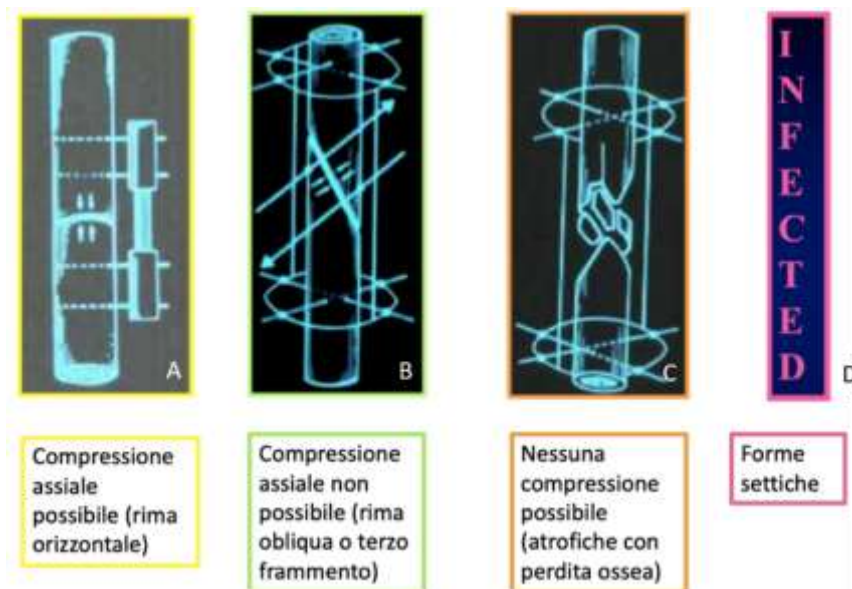 A
B
C
INFECTED
D
Compressione
assiale
possibile (rima
orizzontale)
Compressione
assiale non
possibile (rima
obliqua o terzo
frammento)
Nessuna
compressione
possibile
(atrofiche con
perdita ossea)
Forme
settiche